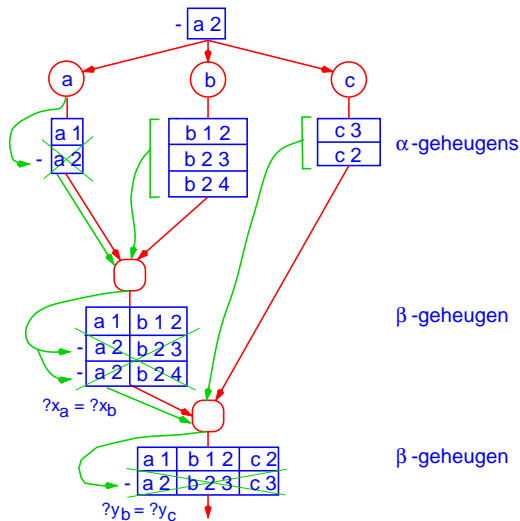 - a 2
a b c
a 1
- a 2
b 1 2
b 2 3
b 2 4
c 3
c 2
α-geheugens
a 1 b 1 2
- a 2 b 2 3
- a 2 b 2 4
β-geheugen
?xa = ?xb
a 1 b 1 2 c 2
- a 2 b 2 3 c 3
β-geheugen
?yb = ?yc